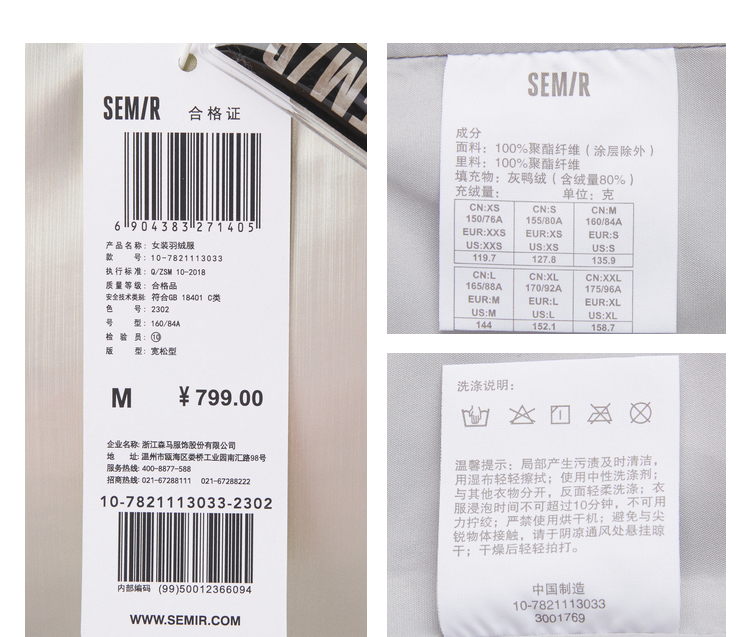 SEM/R 合格证
6 904383 271405
产品名称: 女装羽绒服
款 号: 10-7821113033
执行标准: Q/ZSM 10-2018
质量等级: 合格品
安全技术类别: 符合GB 18401 C类
色 号: 2302
号 型: 160/84A
检 验 员: ⑩
版 型: 宽松型
M ¥799.00
企业名称: 浙江森马服饰股份有限公司
地 址: 温州市瓯海区娄桥工业园南汇路98号
服务热线: 400-8877-588
招商热线: 021-67288111 021-67288222
10-7821113033-2302
内部编码 (99)50012366094
WWW.SEMIR.COM
SEM/R
SEM/R
成分
面料: 100%聚酯纤维(涂层除外)
里料: 100%聚酯纤维
填充物: 灰鸭绒(含绒量80%)
充绒量: 单位: 克
CN:XS CN:S CN:M
150/76A 155/80A 160/84A
EUR:XXS EUR:XS EUR:S
US:XXS US:XS US:S
119.7 127.8 135.9
CN:L CN:XL CN:XXL
165/88A 170/92A 175/96A
EUR:M EUR:L EUR:XL
US:M US:L US:XL
144 152.1 158.7
洗涤说明:
温馨提示: 局部产生污渍及时清洁,
用湿布轻轻擦拭; 使用中性洗涤剂;
与其他衣物分开, 反面轻柔洗涤; 衣
服浸泡时间不可超过10分钟, 不可用
力拧绞; 严禁使用烘干机; 避免与尖
锐物体接触, 请于阴凉通风处悬挂晾
干; 干燥后轻轻拍打。
中国制造
10-7821113033
3001769